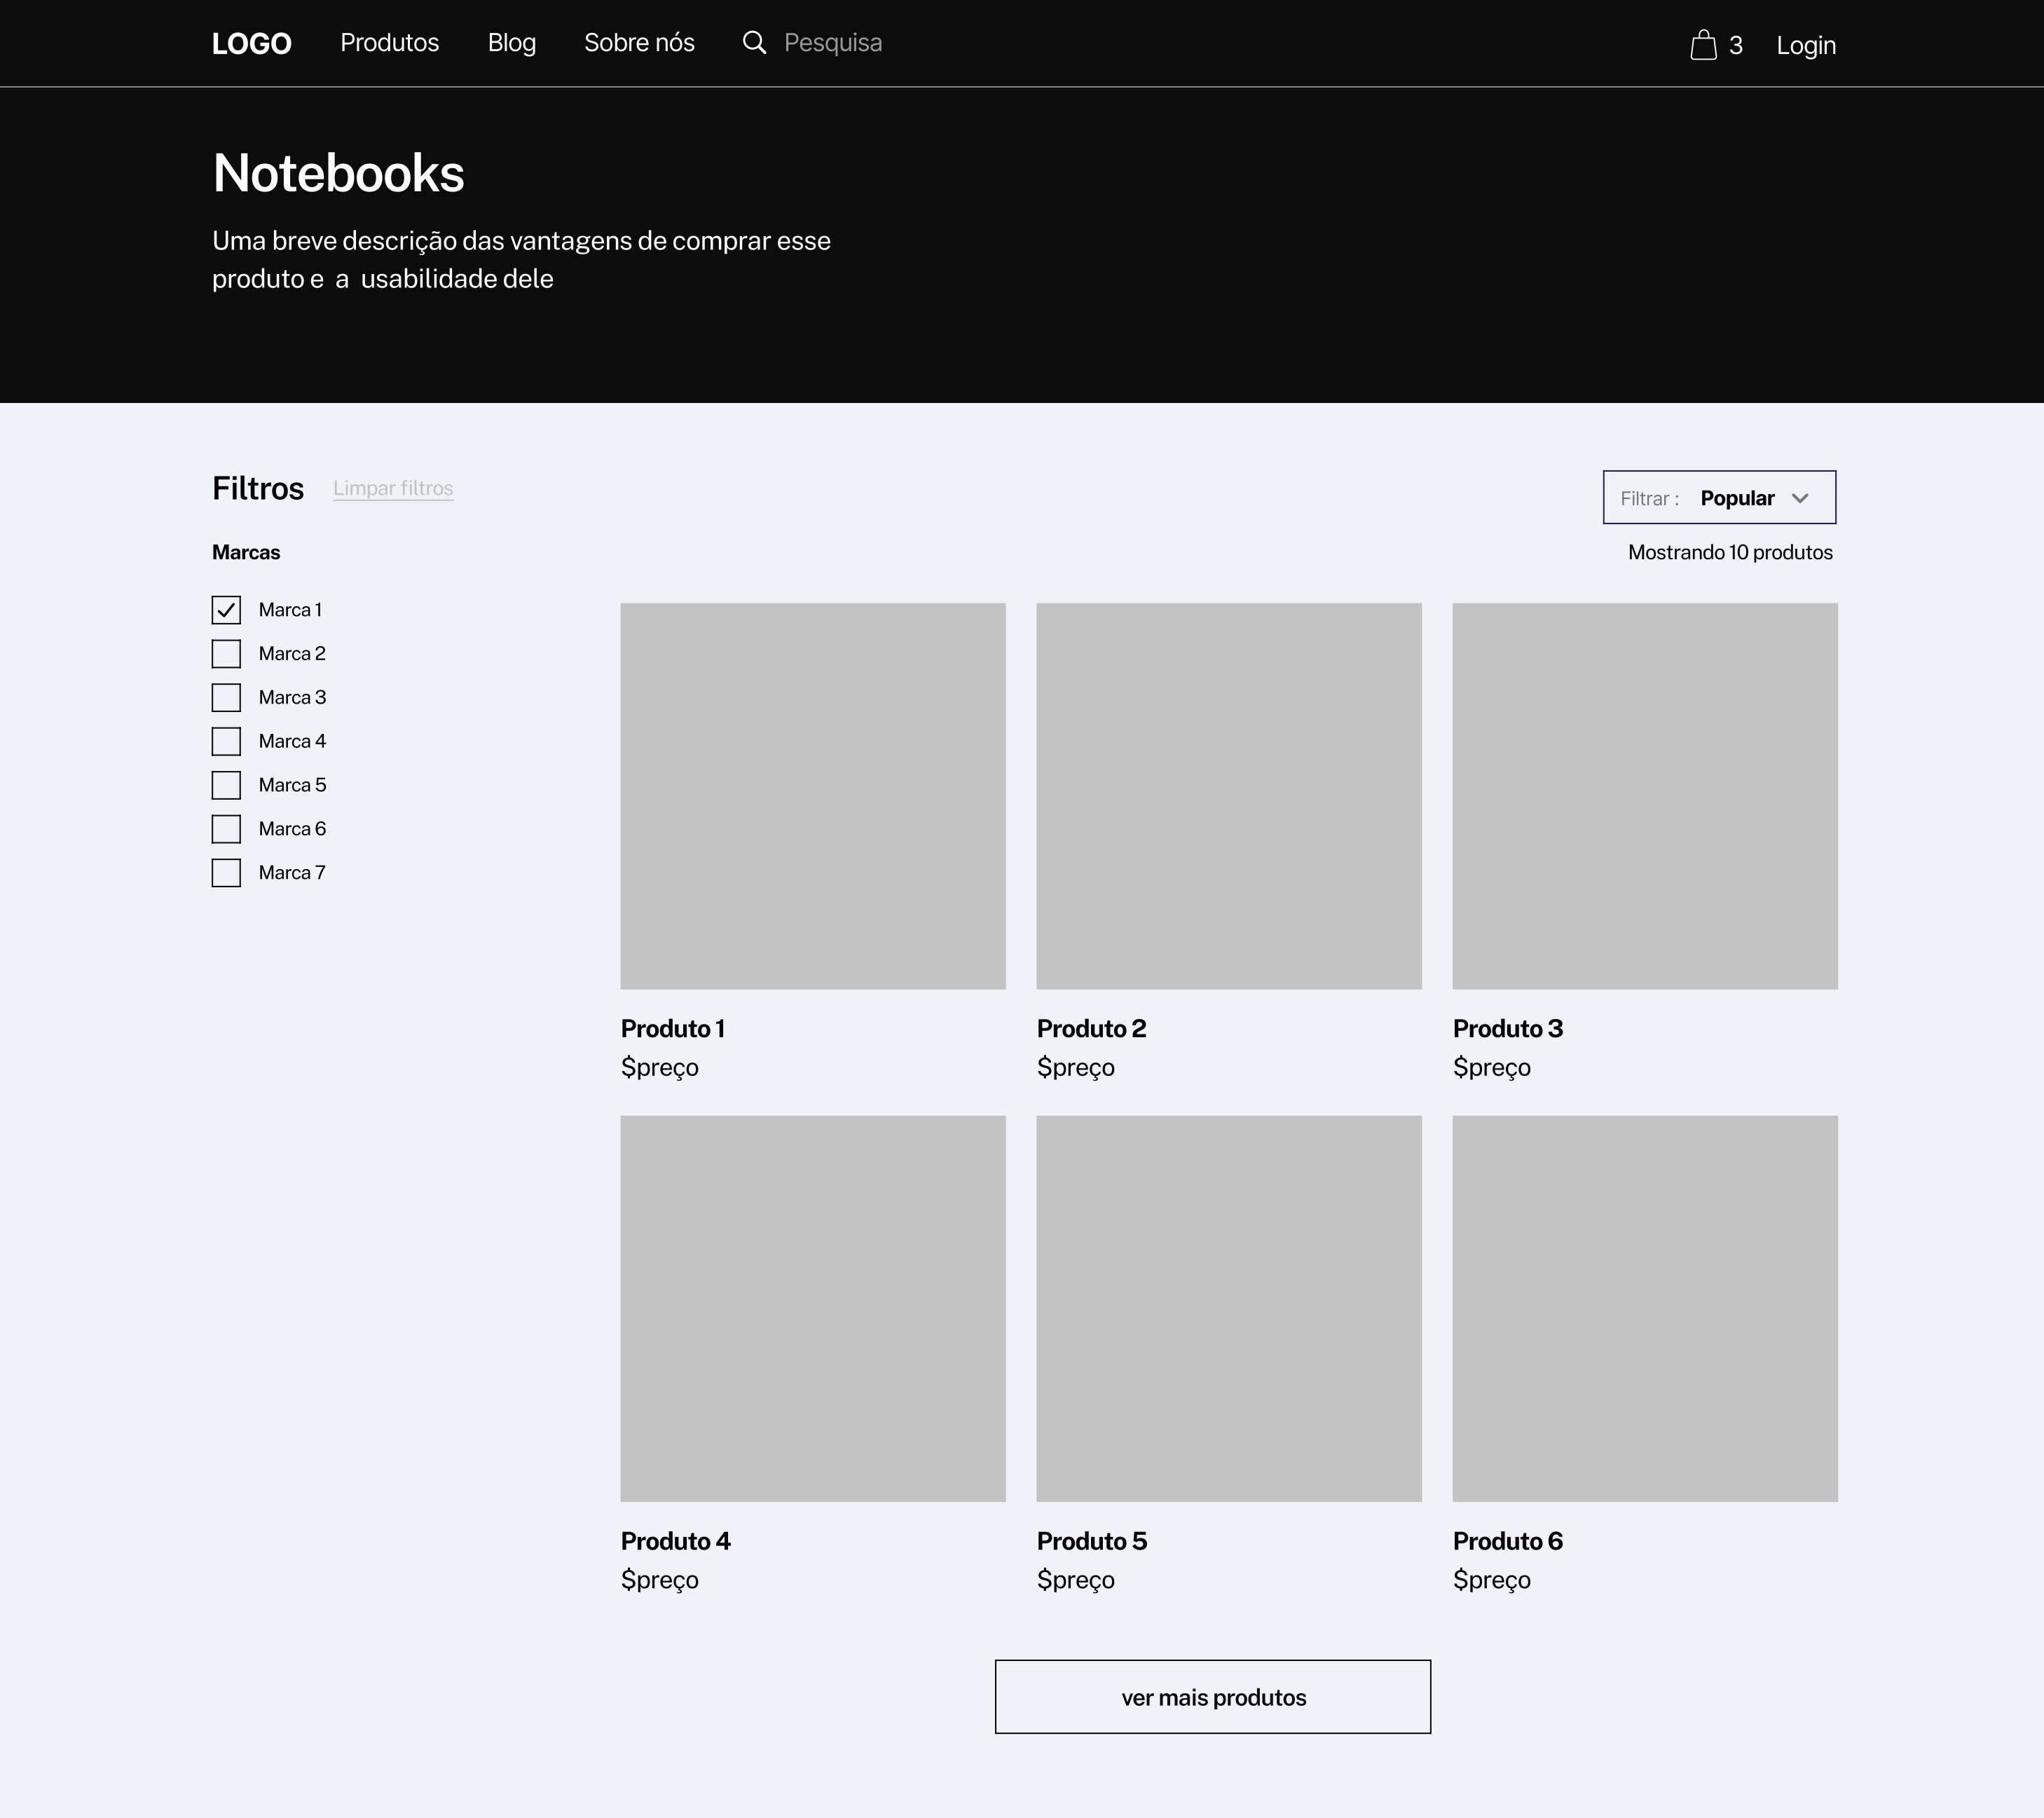 LOGO Produtos Blog Sobre nós Pesquisa 3 Login
Notebooks
Uma breve descrição das vantagens de comprar esse
produto e a usabilidade dele
Filtros Limpar filtros
Filtrar : Popular
Marcas
Mostrando 10 produtos
Marca 1
Marca 2
Marca 3
Marca 4
Marca 5
Marca 6
Marca 7
Produto 1
$preço
Produto 2
$preço
Produto 3
$preço
Produto 4
$preço
Produto 5
$preço
Produto 6
$preço
ver mais produtos